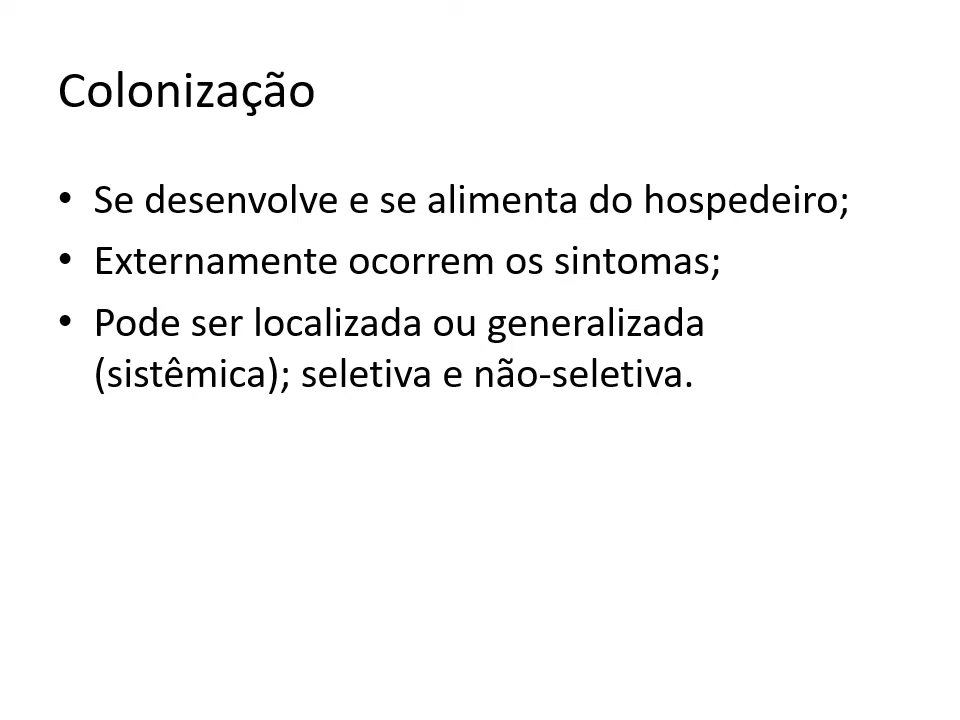 Colonização
• Se desenvolve e se alimenta do hospedeiro;
• Externamente ocorrem os sintomas;
• Pode ser localizada ou generalizada
(sistêmica); seletiva e não-seletiva.